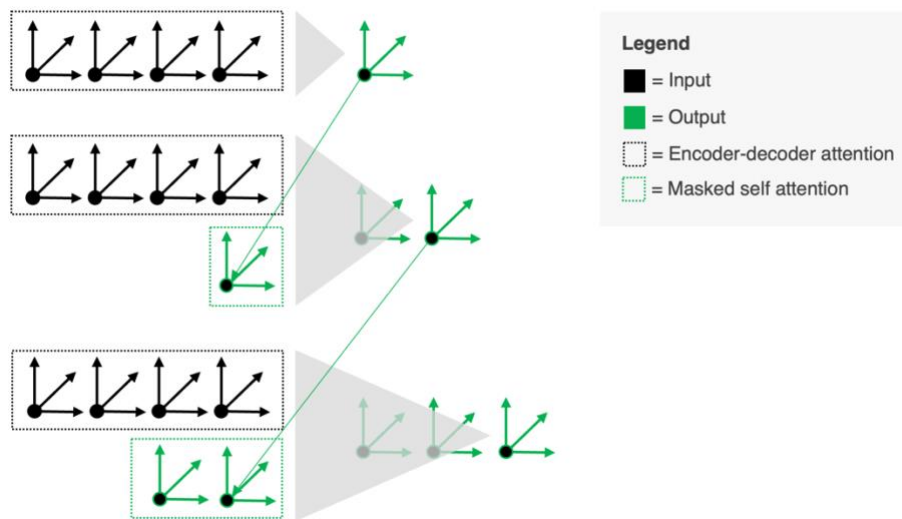 Legend
= Input
= Output
= Encoder-decoder attention
= Masked self attention